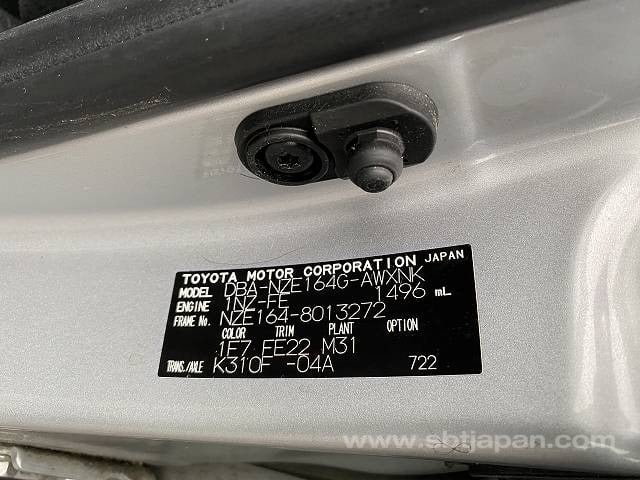 TOYOTA MOTOR CORPORATION JAPAN
MODEL DBA-NZE164G-AWXNK
ENGINE 1NZ-FE 1496 mL
FRAME No. NZE164-8013272
COLOR TRIM PLANT OPTION
1E7 FE22 M31
TRANS./AXLE K310F -04A 722
www.sbtjapan.com